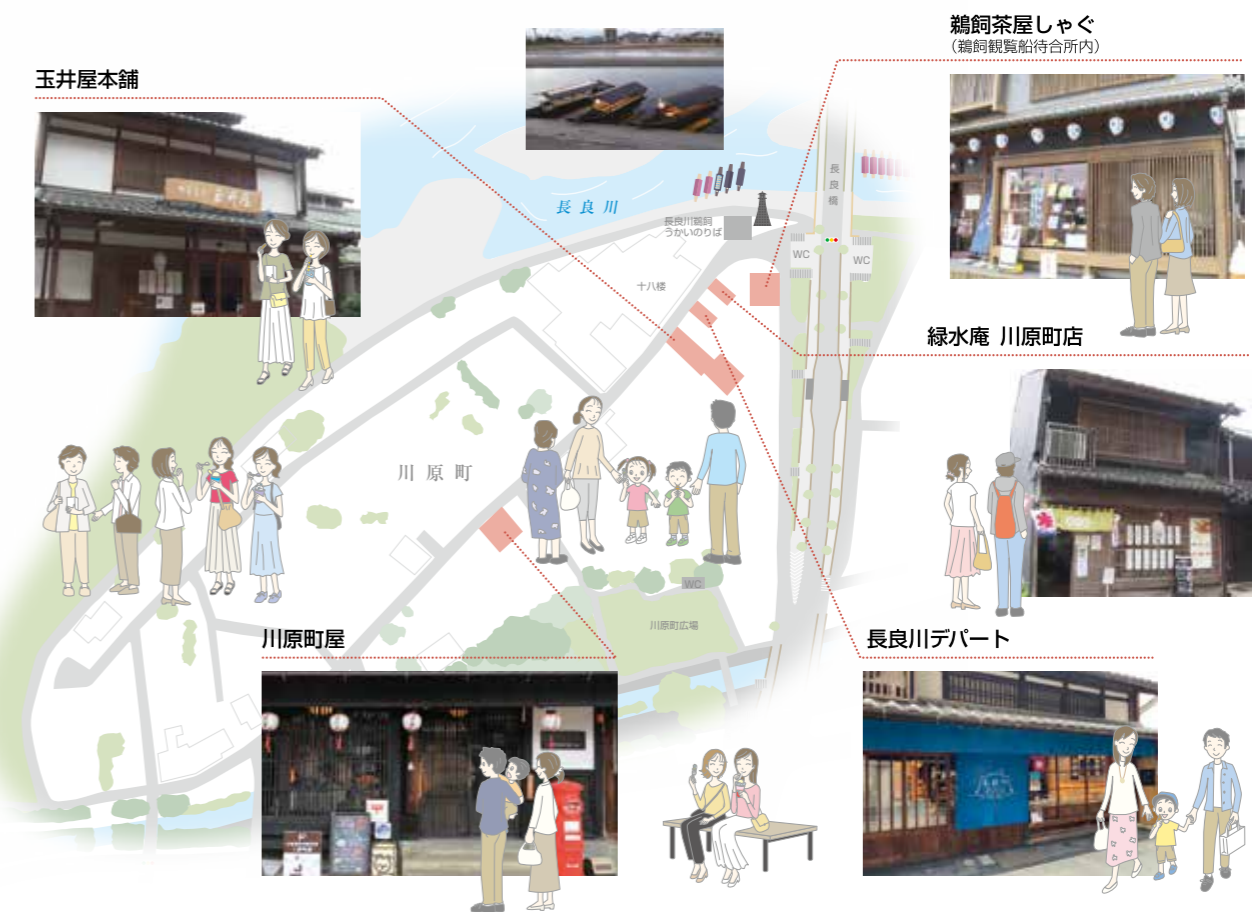 鵜飼茶屋しゃぐ
(鵜飼観覧船待合所内)
玉井屋本舗
長良橋
長良川
長良川鵜飼
うかいのりば
WC
WC
十八楼
緑水庵 川原町店
川原町
WC
川原町広場
川原町屋
長良川デパート